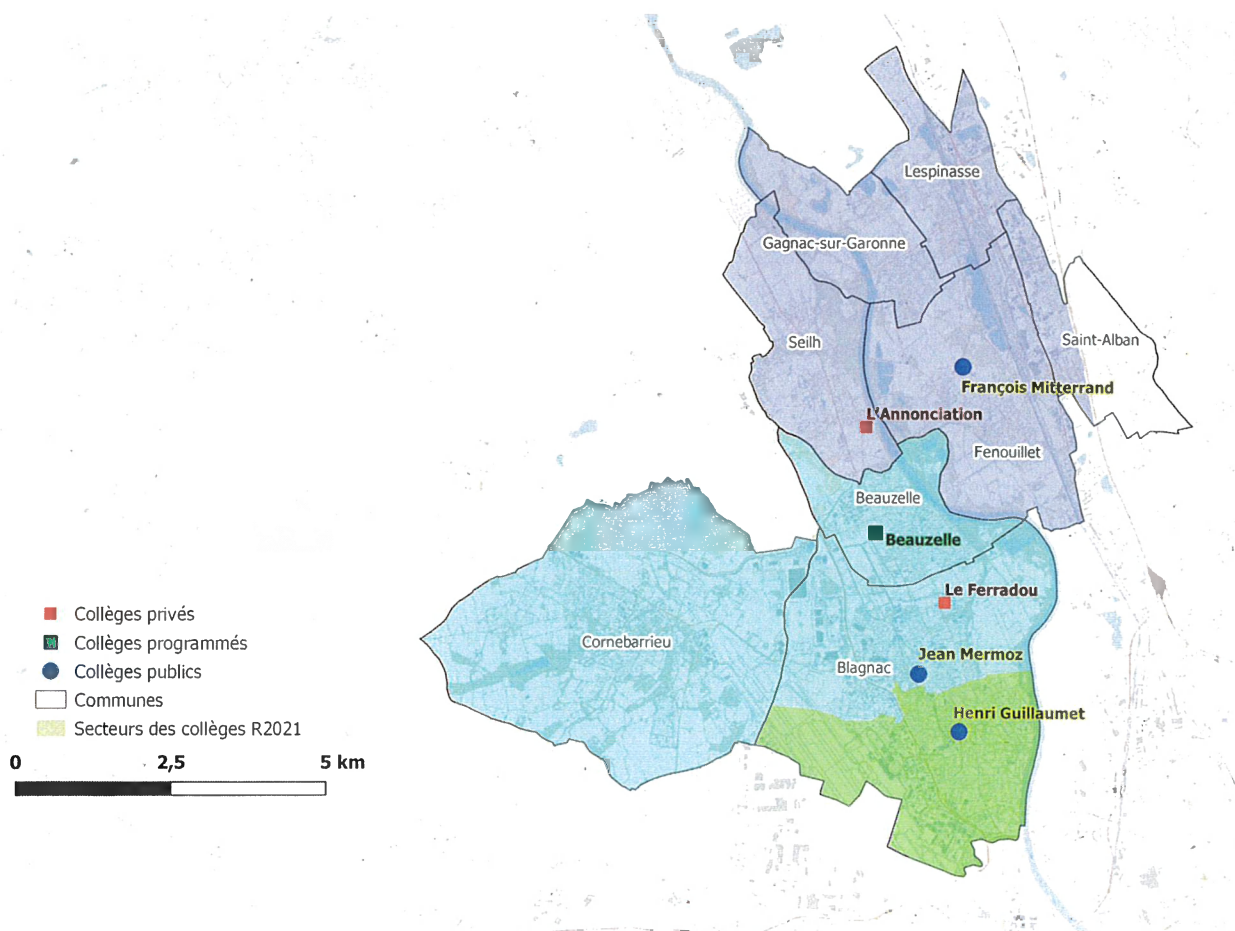 Lespinasse
Gagnac-sur-Garonne
Seilh
Saint-Alban
François Mitterrand
L'Annonciation
Fenouillet
Beauzelle
Beauzelle
Le Ferradou
Cornebarrieu
Jean Mermoz
Blagnac
Henri Guillaumet
Collèges privés
Collèges programmés
Collèges publics
Communes
Secteurs des collèges R2021
0 2,5 5 km